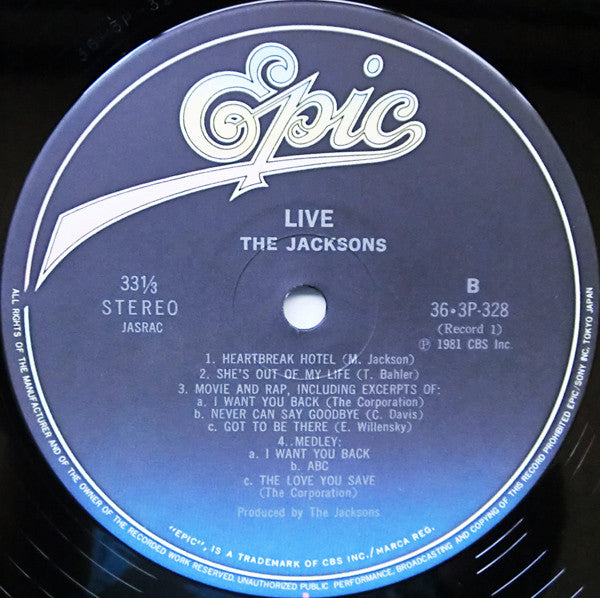 36-3P-32
Epic
LIVE
THE JACKSONS
33⅓
STEREO
JASRAC
B
36•3P-328
(Record 1)
Ⓟ 1981 CBS Inc.
1. HEARTBREAK HOTEL (M. Jackson)
2. SHE'S OUT OF MY LIFE (T. Bahler)
3. MOVIE AND RAP, INCLUDING EXCERPTS OF:
a. I WANT YOU BACK (The Corporation)
b. NEVER CAN SAY GOODBYE (C. Davis)
c. GOT TO BE THERE (E. Willensky)
4. MEDLEY:
a. I WANT YOU BACK
b. ABC
c. THE LOVE YOU SAVE
(The Corporation)
Produced by The Jacksons
"EPIC", IS A TRADEMARK OF CBS INC./MARCA REG.
ALL RIGHTS OF THE MANUFACTURER AND OF THE OWNER OF THE RECORDED WORK RESERVED. UNAUTHORIZED PUBLIC PERFORMANCE, BROADCASTING AND COPYING OF THIS RECORD PROHIBITED EPIC/SONY INC. TOKYO JAPAN